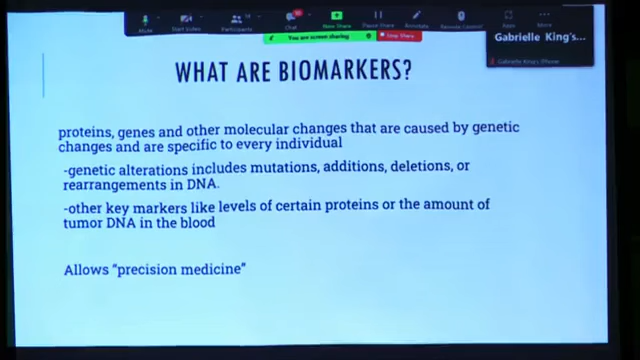 Mute
Start Video
Participants
Chat
New Share
Pause Share
Annotate
Remote Control
Apps
More
You are screen sharing
Stop Share
Gabrielle King's...
Gabrielle King's iPhone
WHAT ARE BIOMARKERS?
proteins, genes and other molecular changes that are caused by genetic
changes and are specific to every individual
-genetic alterations includes mutations, additions, deletions, or
rearrangements in DNA.
-other key markers like levels of certain proteins or the amount of
tumor DNA in the blood
Allows “precision medicine”